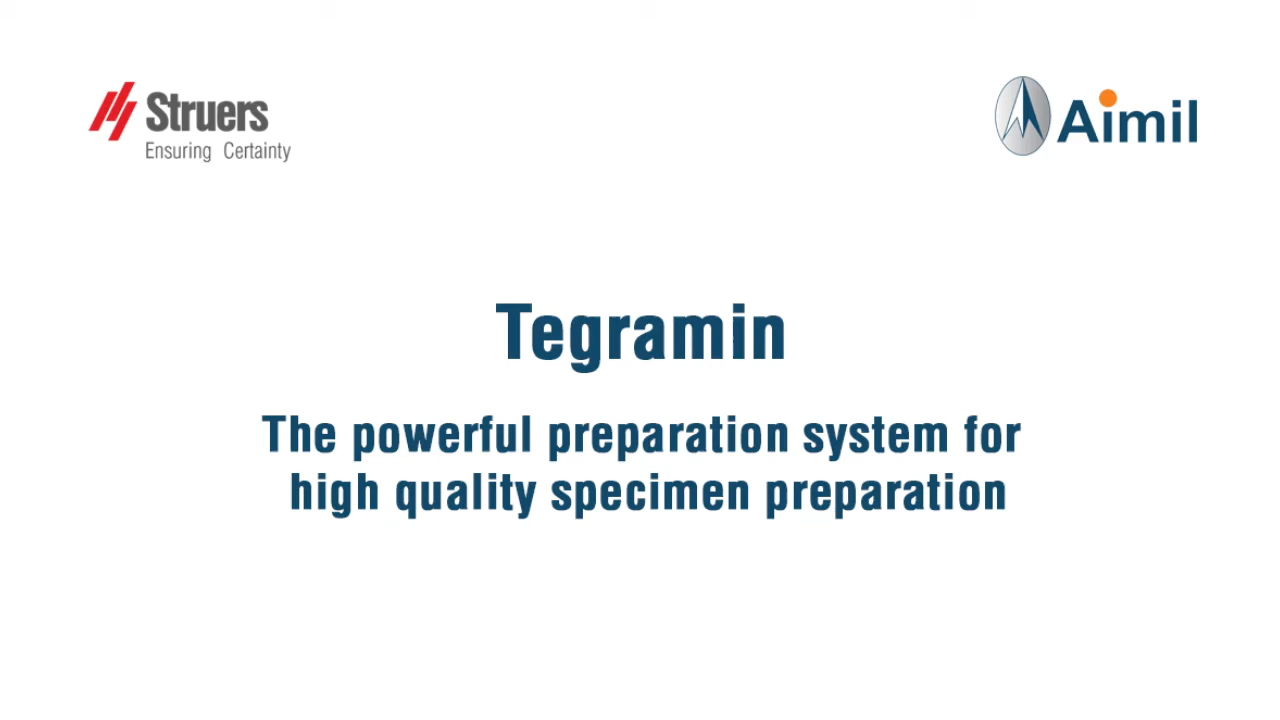 Struers
Ensuring Certainty
Aimil
Tegramin
The powerful preparation system for
high quality specimen preparation